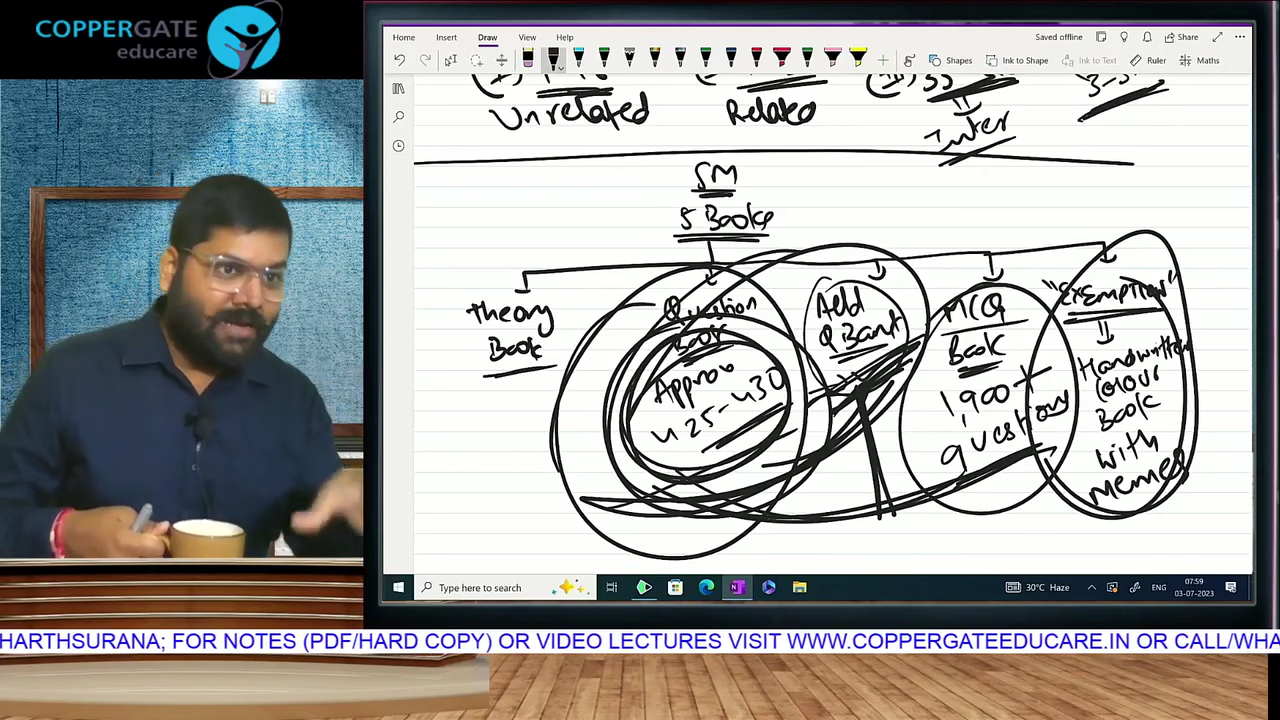 COPPERGATE
educare
Home Insert Draw View Help
Saved offline
Share
Shapes
Ink to Shape
Ink to Text
Ruler
Maths
Unrelated
Related
Inter
SM
5 Books
Theory
Book
Question
Book
Approx
425-430
Add
Q Bank
MCQ
Book
1,900+
questions
"Exemption"
Handwritten
Colour
Book
with
memes
Type here to search
30°C Haze
ENG
07:59
03-07-2023
HARTHSURANA; FOR NOTES (PDF/HARD COPY) OR VIDEO LECTURES VISIT WWW.COPPERGATEEDUCARE.IN OR CALL/WHA